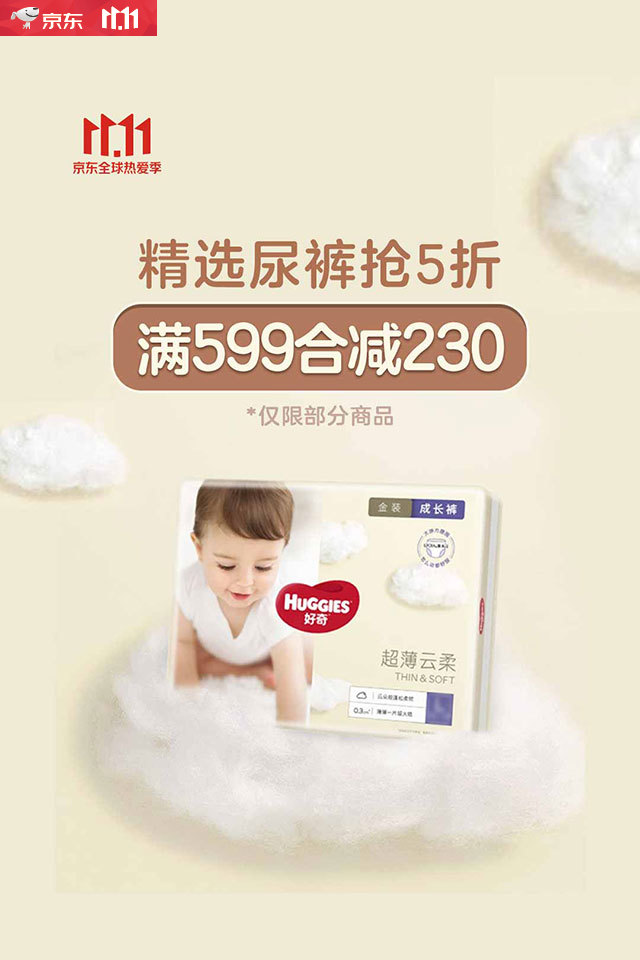 京东 11.11
11.11
京东全球热爱季
精选尿裤抢5折
满599合减230
*仅限部分商品
金装 成长裤
HUGGIES
好奇
超薄云柔
THIN & SOFT